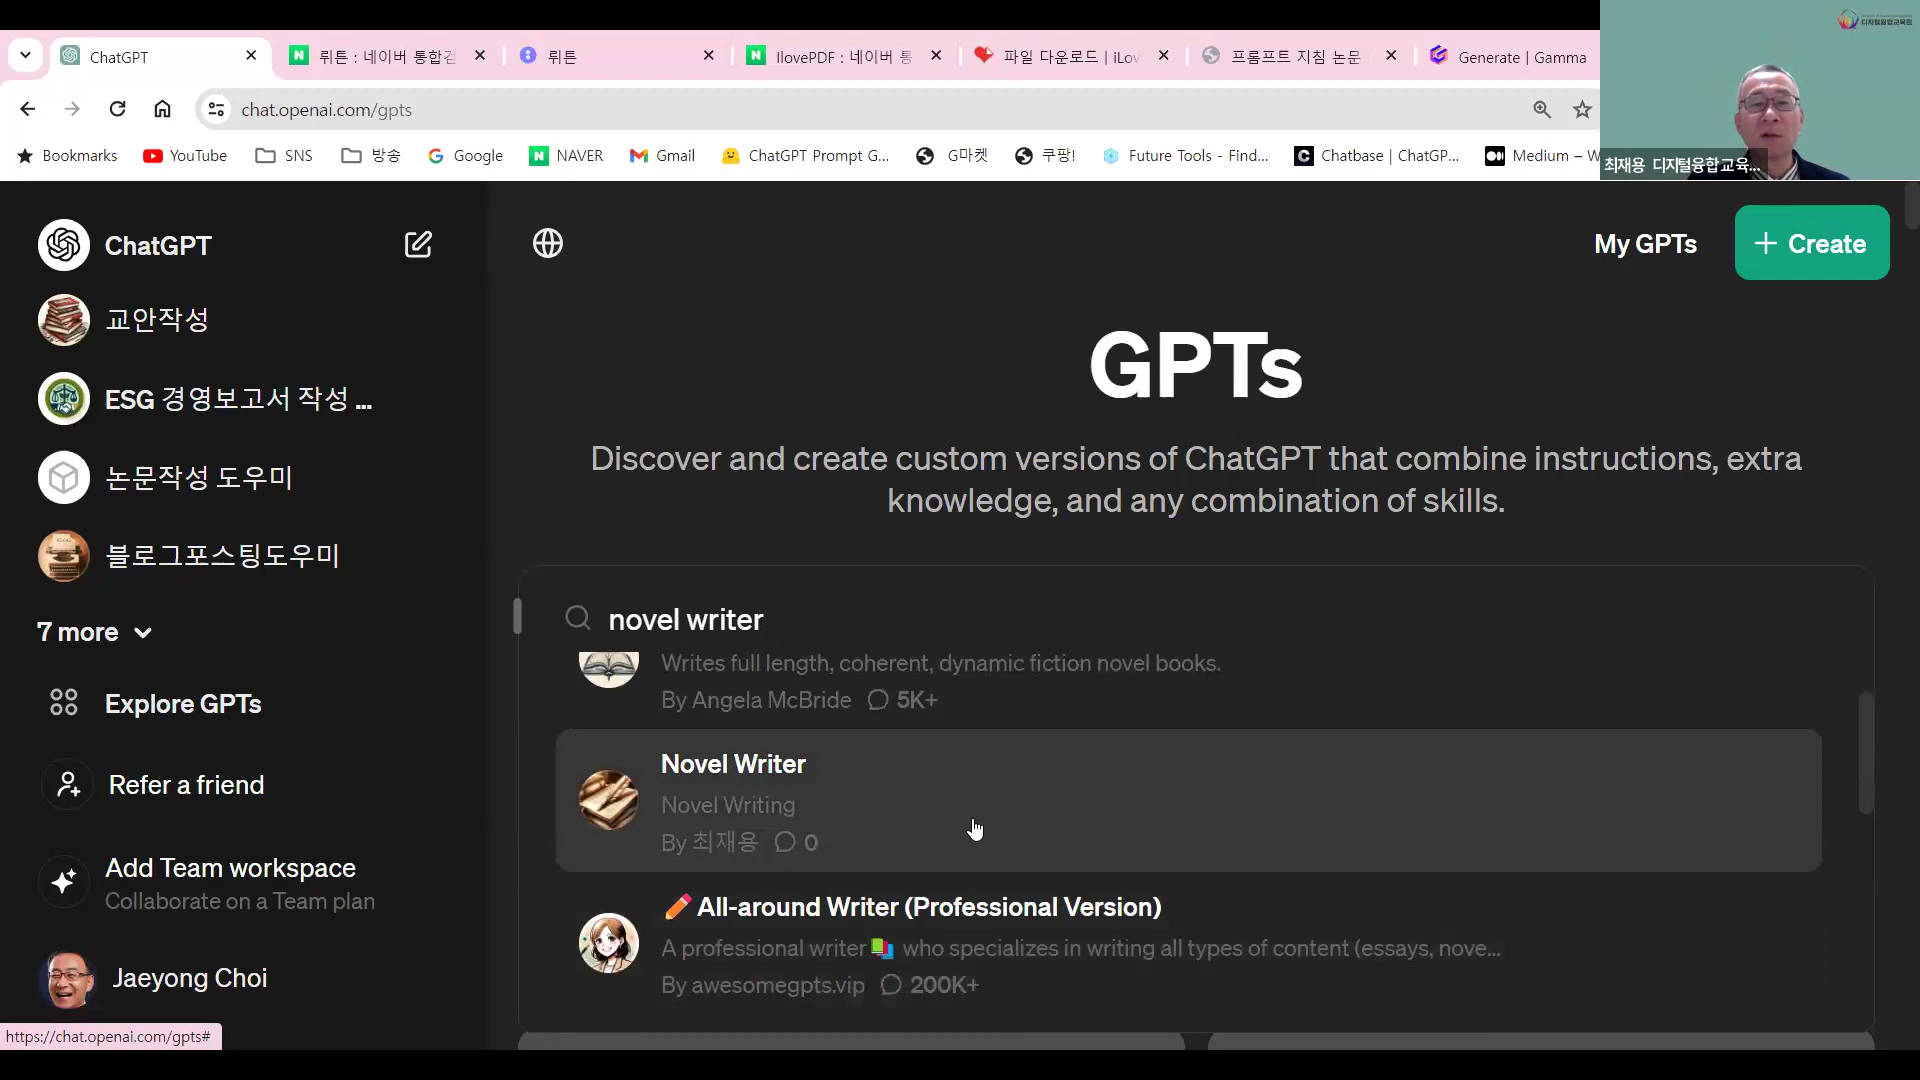 디지털융합교육원
ChatGPT
뤼튼 : 네이버 통합검
뤼튼
IlovePDF : 네이버 통
파일 다운로드 | iLov
프롬프트 지침 논문
Generate | Gamma
chat.openai.com/gpts
Bookmarks
YouTube
SNS
방송
Google
NAVER
Gmail
ChatGPT Prompt G...
G마켓
쿠팡!
Future Tools - Find...
Chatbase | ChatGP...
Medium – W
최재용 디지털융합교육...
ChatGPT
교안작성
ESG 경영보고서 작성 ...
논문작성 도우미
블로그포스팅도우미
7 more
Explore GPTs
Refer a friend
Add Team workspace
Collaborate on a Team plan
Jaeyong Choi
https://chat.openai.com/gpts#
My GPTs
+ Create
GPTs
Discover and create custom versions of ChatGPT that combine instructions, extra
knowledge, and any combination of skills.
novel writer
Writes full length, coherent, dynamic fiction novel books.
By Angela McBride 5K+
Novel Writer
Novel Writing
By 최재용 0
All-around Writer (Professional Version)
A professional writer📚 who specializes in writing all types of content (essays, nove...
By awesomegpts.vip 200K+